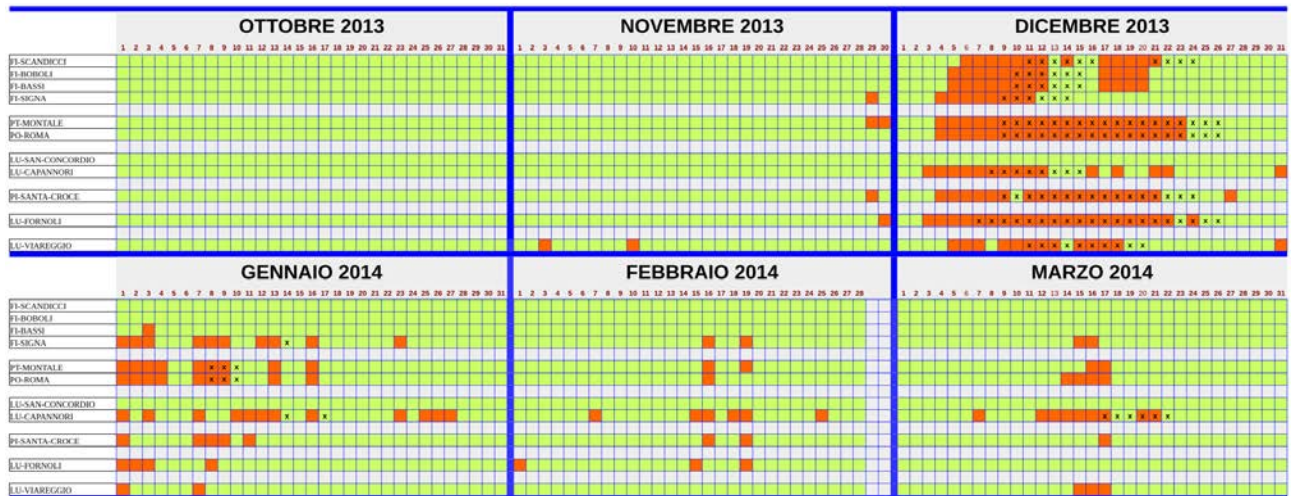 OTTOBRE 2013 NOVEMBRE 2013 DICEMBRE 2013
1 2 3 4 5 6 7 8 9 10 11 12 13 14 15 16 17 18 19 20 21 22 23 24 25 26 27 28 29 30 31 1 2 3 4 5 6 7 8 9 10 11 12 13 14 15 16 17 18 19 20 21 22 23 24 25 26 27 28 29 30 1 2 3 4 5 6 7 8 9 10 11 12 13 14 15 16 17 18 19 20 21 22 23 24 25 26 27 28 29 30 31
FI-SCANDICCI x x x x x x x x x x
FI-BOBOLI x x x x x x
FI-BASSI x x x x x x
FI-SIGNA x x x x x x
PT-MONTALE x x x x x x x x x x x x x x x x x x
PO-ROMA x x x x x x x x x x x x x x x x x x
LU-SAN-CONCORDIO
LU-CAPANNORI x x x x x x x x
PI-SANTA-CROCE x x x x x x x x x x x x x x x x
LU-FORNOLI x x x x x x x x x x x x x x x x x x x x
LU-VIAREGGIO x x x x x x x x x x
GENNAIO 2014 FEBBRAIO 2014 MARZO 2014
1 2 3 4 5 6 7 8 9 10 11 12 13 14 15 16 17 18 19 20 21 22 23 24 25 26 27 28 29 30 31 1 2 3 4 5 6 7 8 9 10 11 12 13 14 15 16 17 18 19 20 21 22 23 24 25 26 27 28 1 2 3 4 5 6 7 8 9 10 11 12 13 14 15 16 17 18 19 20 21 22 23 24 25 26 27 28 29 30 31
FI-SCANDICCI
FI-BOBOLI
FI-BASSI
FI-SIGNA x
PT-MONTALE x x x
PO-ROMA x x x
LU-SAN-CONCORDIO
LU-CAPANNORI x x x x x x x x
PI-SANTA-CROCE
LU-FORNOLI
LU-VIAREGGIO